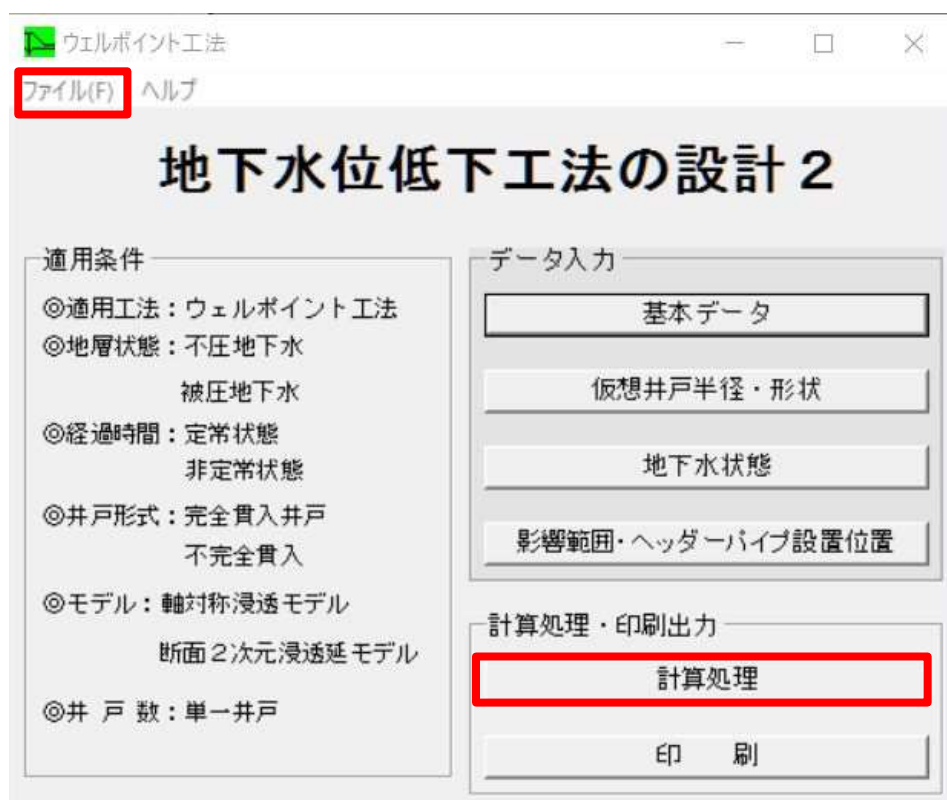 ウェルポイント工法
ファイル(F) ヘルプ
地下水位低下工法の設計２
適用条件
◎適用工法：ウェルポイント工法
◎地層状態：不圧地下水
被圧地下水
◎経過時間：定常状態
非定常状態
◎井戸形式：完全貫入井戸
不完全貫入
◎モデル：軸対称浸透モデル
断面２次元浸透延モデル
◎井 戸 数：単一井戸
データ入力
基本データ
仮想井戸半径・形状
地下水状態
影響範囲・ヘッダーパイプ設置位置
計算処理・印刷出力
計算処理
印　　刷